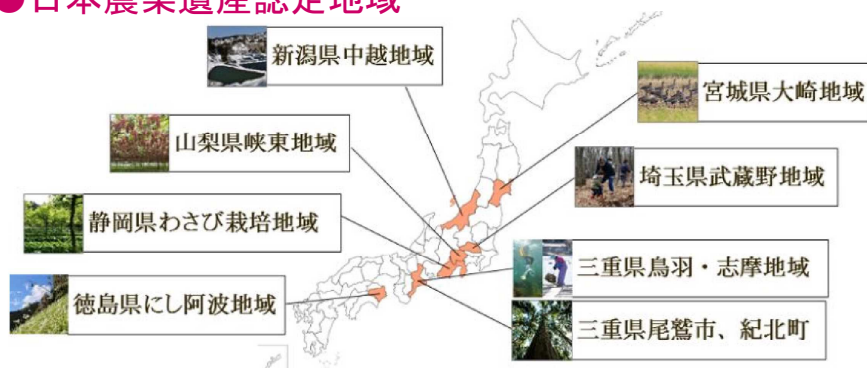 ●日本農業遺産認定地域
新潟県中越地域
宮城県大崎地域
山梨県峡東地域
埼玉県武蔵野地域
静岡県わさび栽培地域
三重県鳥羽・志摩地域
徳島県にし阿波地域
三重県尾鷲市、紀北町